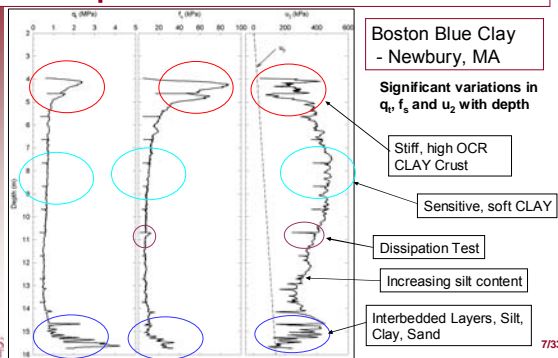 qt (MPa)
fs (kPa)
u2 (kPa)
0 1 2 3 4 5
0 20 40 60 80 100
0 200 400 600
2
3
4
5
6
7
8
9
10
11
12
13
14
15
16
Depth (m)
Boston Blue Clay
- Newbury, MA
Significant variations in
qt, fs and u2 with depth
Stiff, high OCR
CLAY Crust
Sensitive, soft CLAY
Dissipation Test
Increasing silt content
Interbedded Layers, Silt,
Clay, Sand